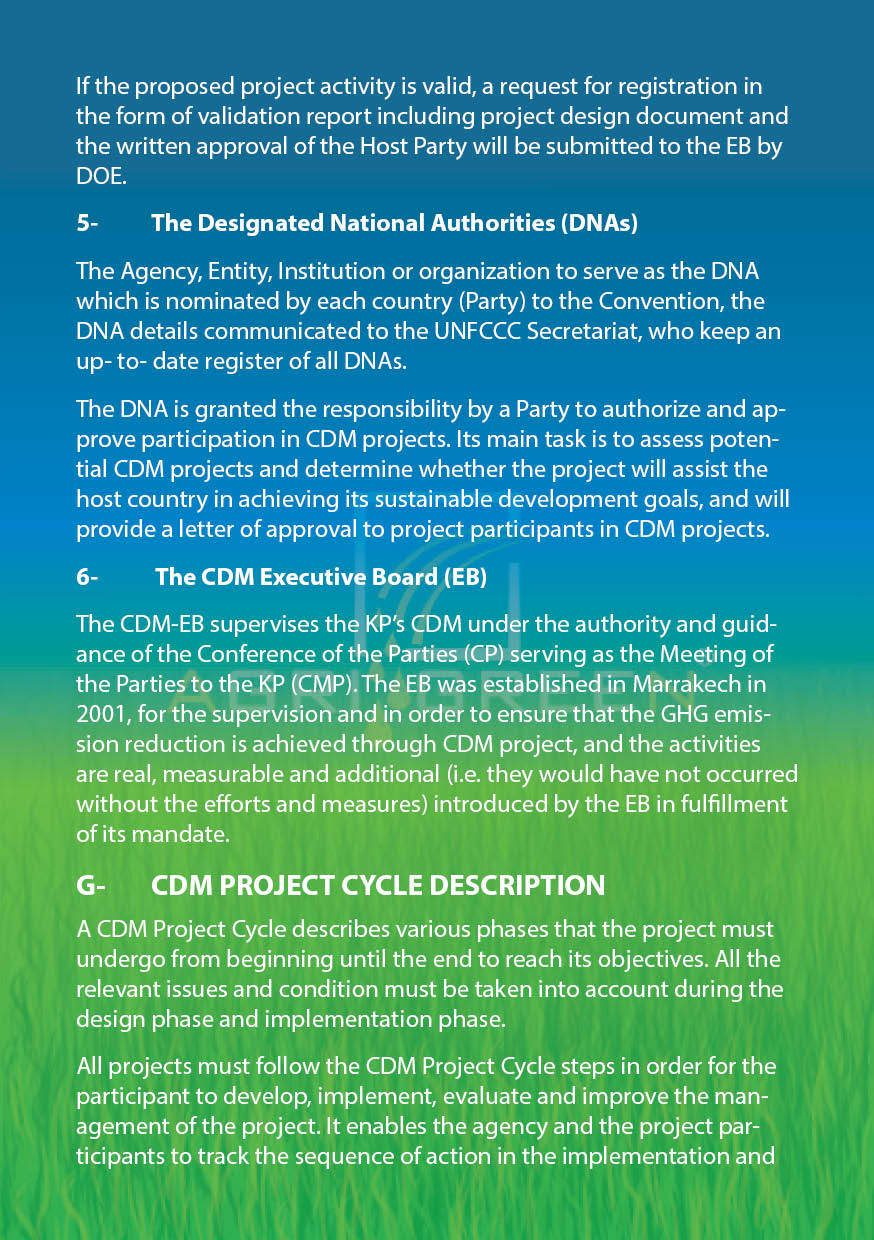 If the proposed project activity is valid, a request for registration in
the form of validation report including project design document and
the written approval of the Host Party will be submitted to the EB by
DOE.
5- The Designated National Authorities (DNAs)
The Agency, Entity, Institution or organization to serve as the DNA
which is nominated by each country (Party) to the Convention, the
DNA details communicated to the UNFCCC Secretariat, who keep an
up- to- date register of all DNAs.
The DNA is granted the responsibility by a Party to authorize and ap-
prove participation in CDM projects. Its main task is to assess poten-
tial CDM projects and determine whether the project will assist the
host country in achieving its sustainable development goals, and will
provide a letter of approval to project participants in CDM projects.
6- The CDM Executive Board (EB)
The CDM-EB supervises the KP’s CDM under the authority and guid-
ance of the Conference of the Parties (CP) serving as the Meeting of
the Parties to the KP (CMP). The EB was established in Marrakech in
AGRI GREEN
2001, for the supervision and in order to ensure that the GHG emis-
sion reduction is achieved through CDM project, and the activities
are real, measurable and additional (i.e. they would have not occurred
without the efforts and measures) introduced by the EB in fulfillment
of its mandate.
G- CDM PROJECT CYCLE DESCRIPTION
A CDM Project Cycle describes various phases that the project must
undergo from beginning until the end to reach its objectives. All the
relevant issues and condition must be taken into account during the
design phase and implementation phase.
All projects must follow the CDM Project Cycle steps in order for the
participant to develop, implement, evaluate and improve the man-
agement of the project. It enables the agency and the project par-
ticipants to track the sequence of action in the implementation and